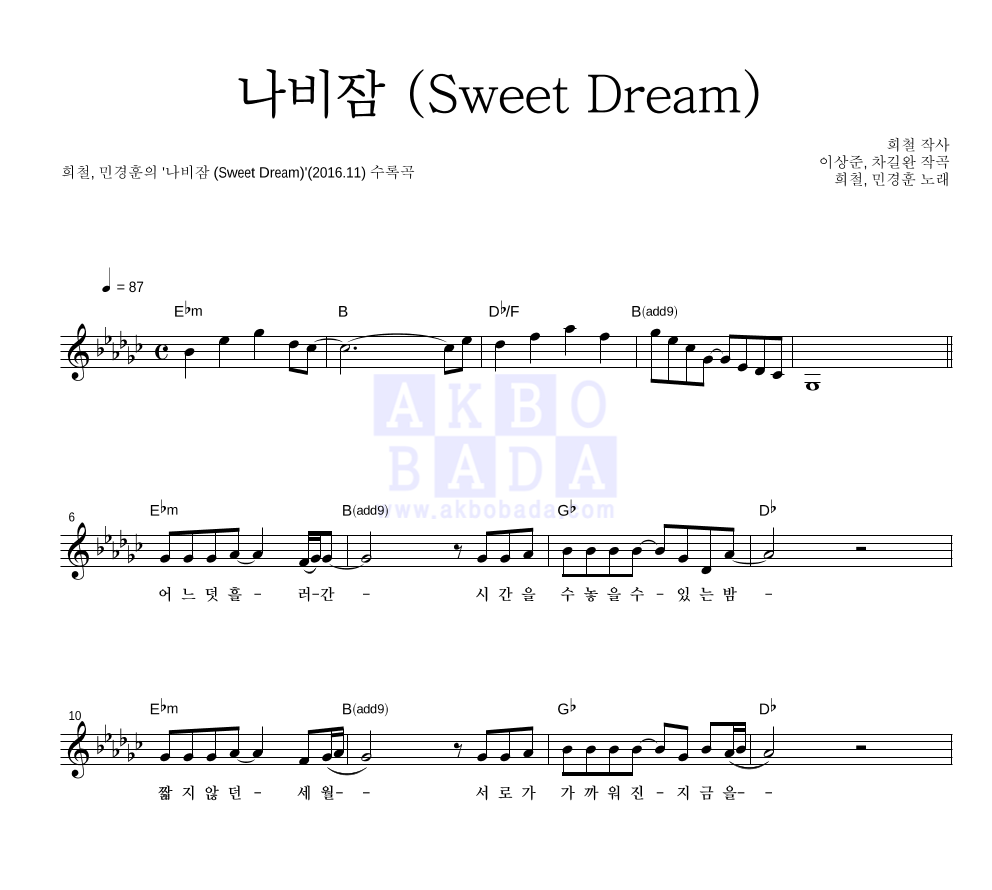 나비잠 (Sweet Dream)
희철 작사
이상준, 차길완 작곡
희철, 민경훈의 '나비잠 (Sweet Dream)'(2016.11) 수록곡
희철, 민경훈 노래
♩ = 87
E♭m B D♭/F B(add9)
AKBO
BADA
www.akbobada.com
6 E♭m B(add9) G♭ D♭
어 느 덧 흘 - 러-간 - 시 간 을 수 놓 을 수 - 있 는 밤 -
10 E♭m B(add9) G♭ D♭
짧 지 않 던 - 세 월- - 서 로 가 가 까 워 진 - 지 금 을- -